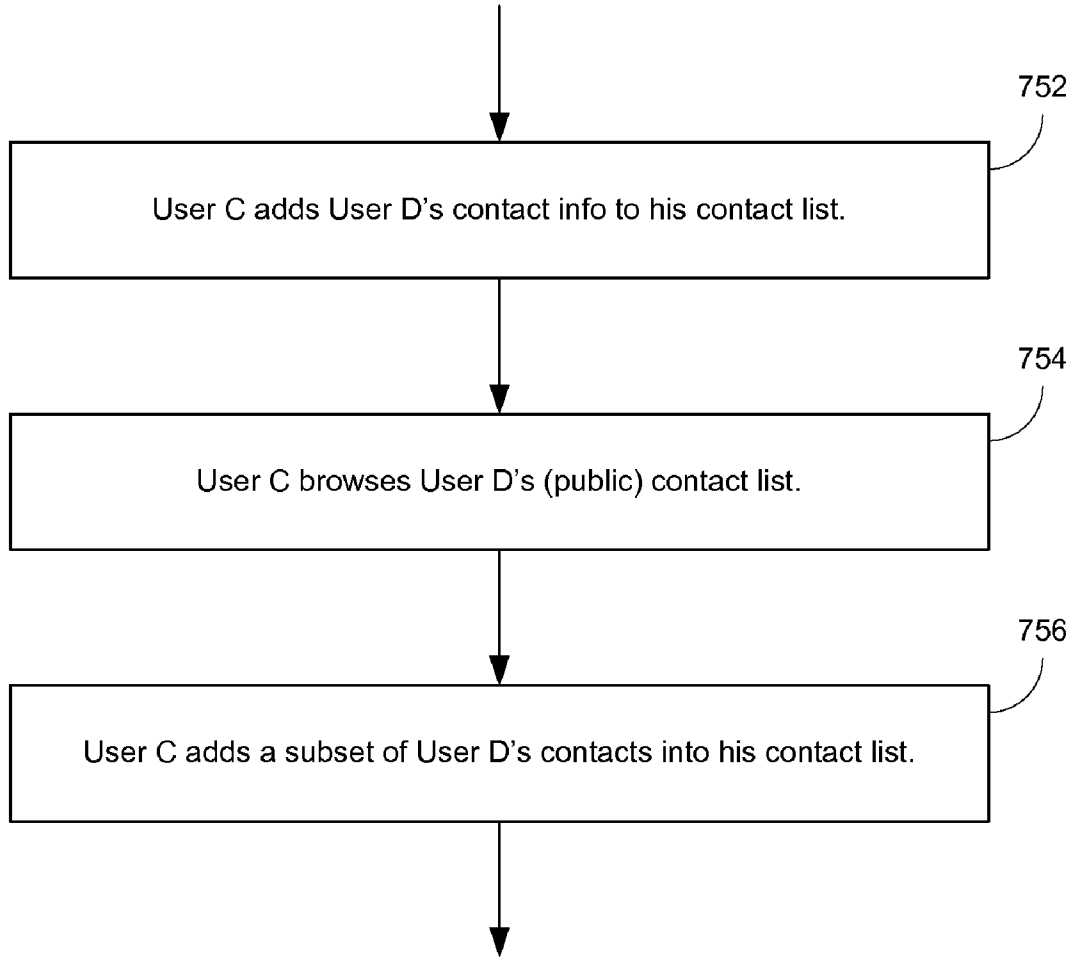 752
User C adds User D’s contact info to his contact list.
754
User C browses User D’s (public) contact list.
756
User C adds a subset of User D’s contacts into his contact list.